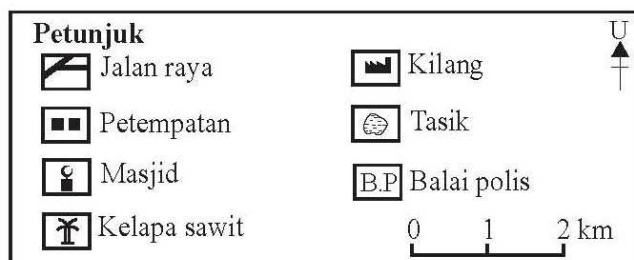 Petunjuk
U
Jalan raya
Kilang
Petempatan
Tasik
Masjid
B.P Balai polis
Kelapa sawit
0 1 2 km